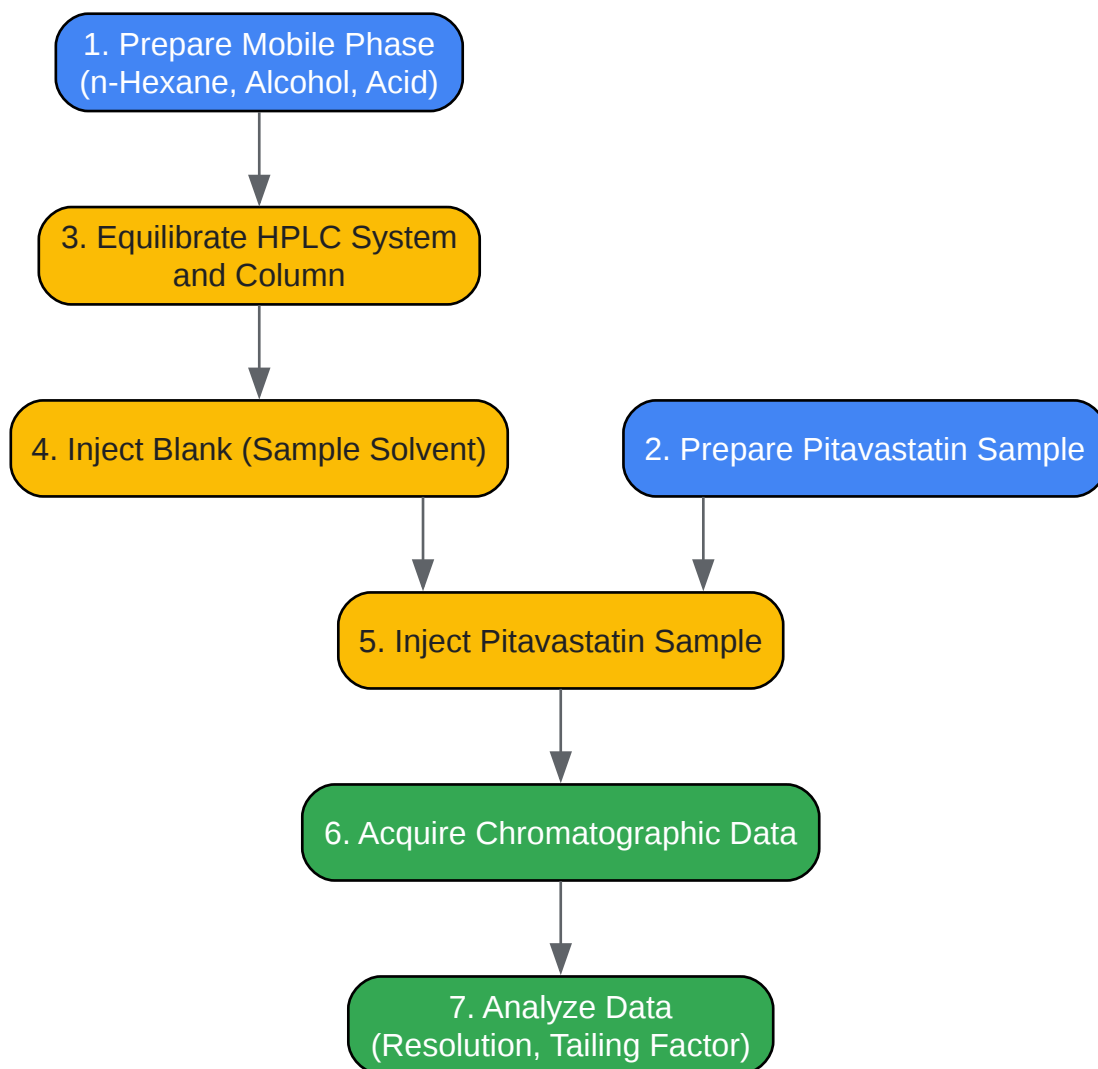 1. Prepare Mobile Phase
(n-Hexane, Alcohol, Acid)
3. Equilibrate HPLC System
and Column
4. Inject Blank (Sample Solvent)
2. Prepare Pitavastatin Sample
5. Inject Pitavastatin Sample
6. Acquire Chromatographic Data
7. Analyze Data
(Resolution, Tailing Factor)